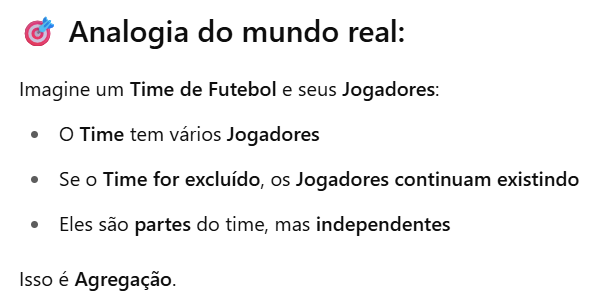 🎯 Analogia do mundo real:
Imagine um Time de Futebol e seus Jogadores:
• O Time tem vários Jogadores
• Se o Time for excluído, os Jogadores continuam existindo
• Eles são partes do time, mas independentes
Isso é Agregação.